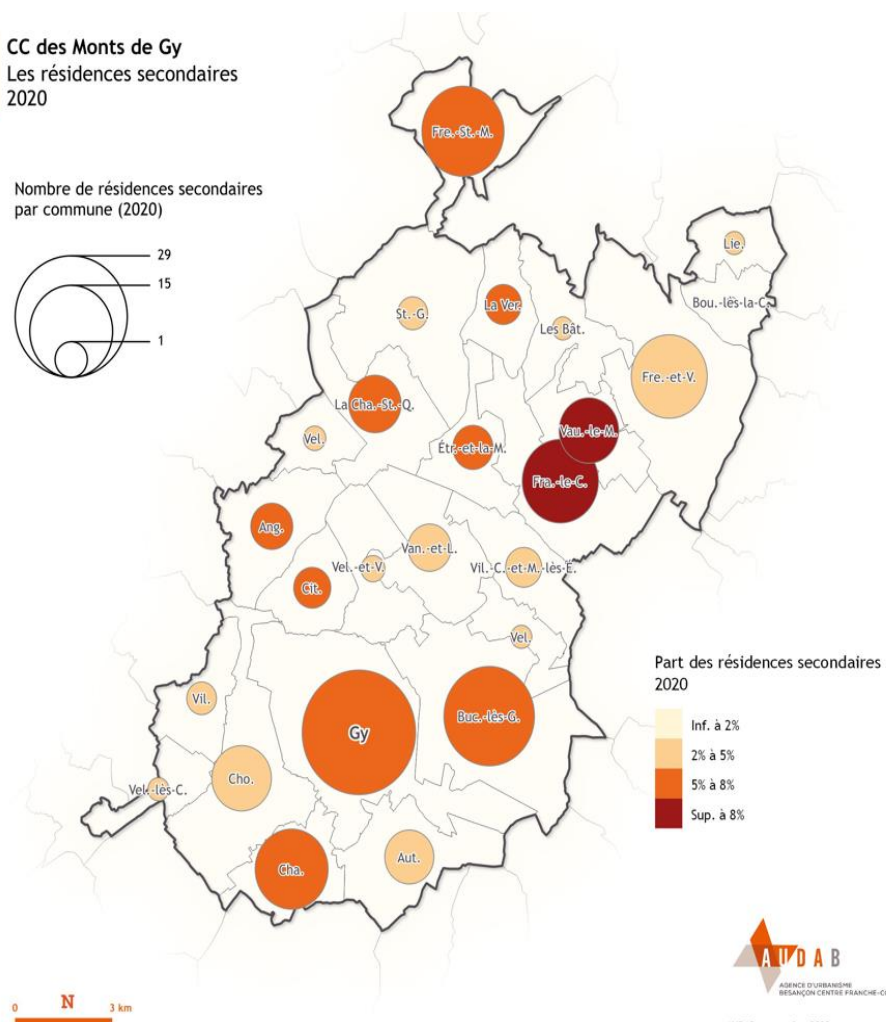 CC des Monts de Gy
Les résidences secondaires
2020
Nombre de résidences secondaires
par commune (2020)
29
15
1
Fre.-St.-M.
Lie.
Bou.-lès-la-C.
St.-G.
La Ver.
Les Bât.
Fre.-et-V.
La Cha.-St.-Q.
Vel.
Étr.-et-la-M.
Vau.-le-M.
Fra.-le-C.
Ang.
Van.-et-L.
Vel.-et-V.
Vil.-C.-et-M.-lès-É.
Cit.
Vel.
Vil.
Gy
Buc.-lès-G.
Vel.-lès-C.
Cho.
Cha.
Aut.
Part des résidences secondaires
2020
Inf. à 2%
2% à 5%
5% à 8%
Sup. à 8%
AUDAB
AGENCE D'URBANISME
BESANÇON CENTRE FRANCHE-CO
0 N 3 km